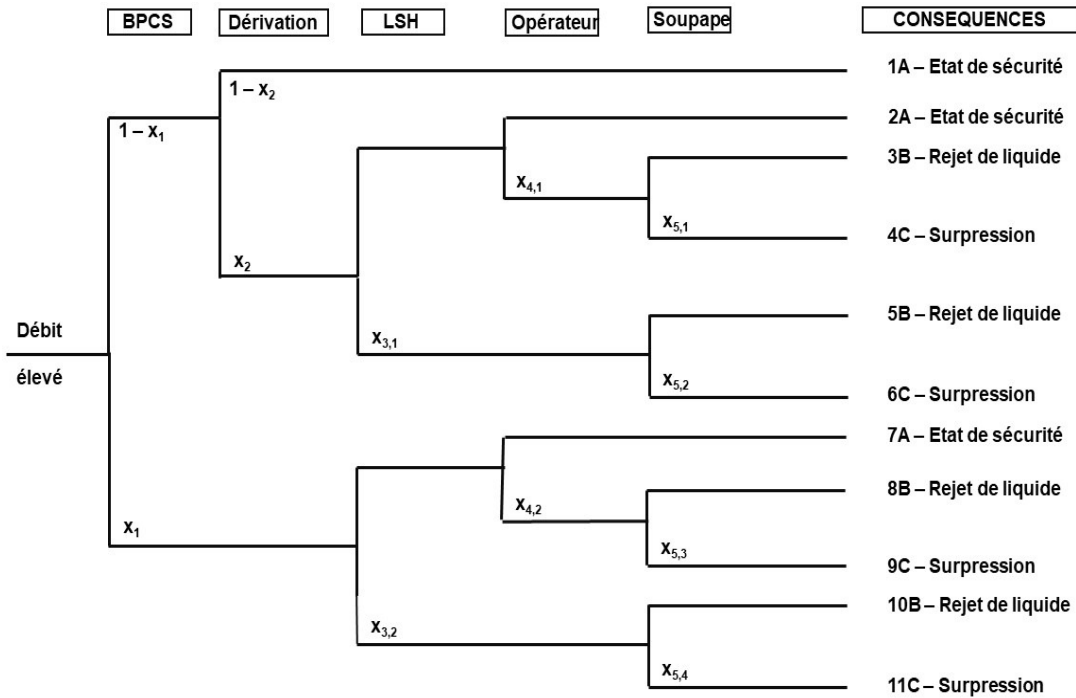 BPCS
Dérivation
LSH
Opérateur
Soupape
CONSEQUENCES
1A – Etat de sécurité
1 – x2
2A – Etat de sécurité
1 – x1
3B – Rejet de liquide
x4,1
x5,1
4C – Surpression
x2
5B – Rejet de liquide
Débit
x3,1
élevé
x5,2
6C – Surpression
7A – Etat de sécurité
8B – Rejet de liquide
x4,2
x1
x5,3
9C – Surpression
10B – Rejet de liquide
x3,2
x5,4
11C – Surpression